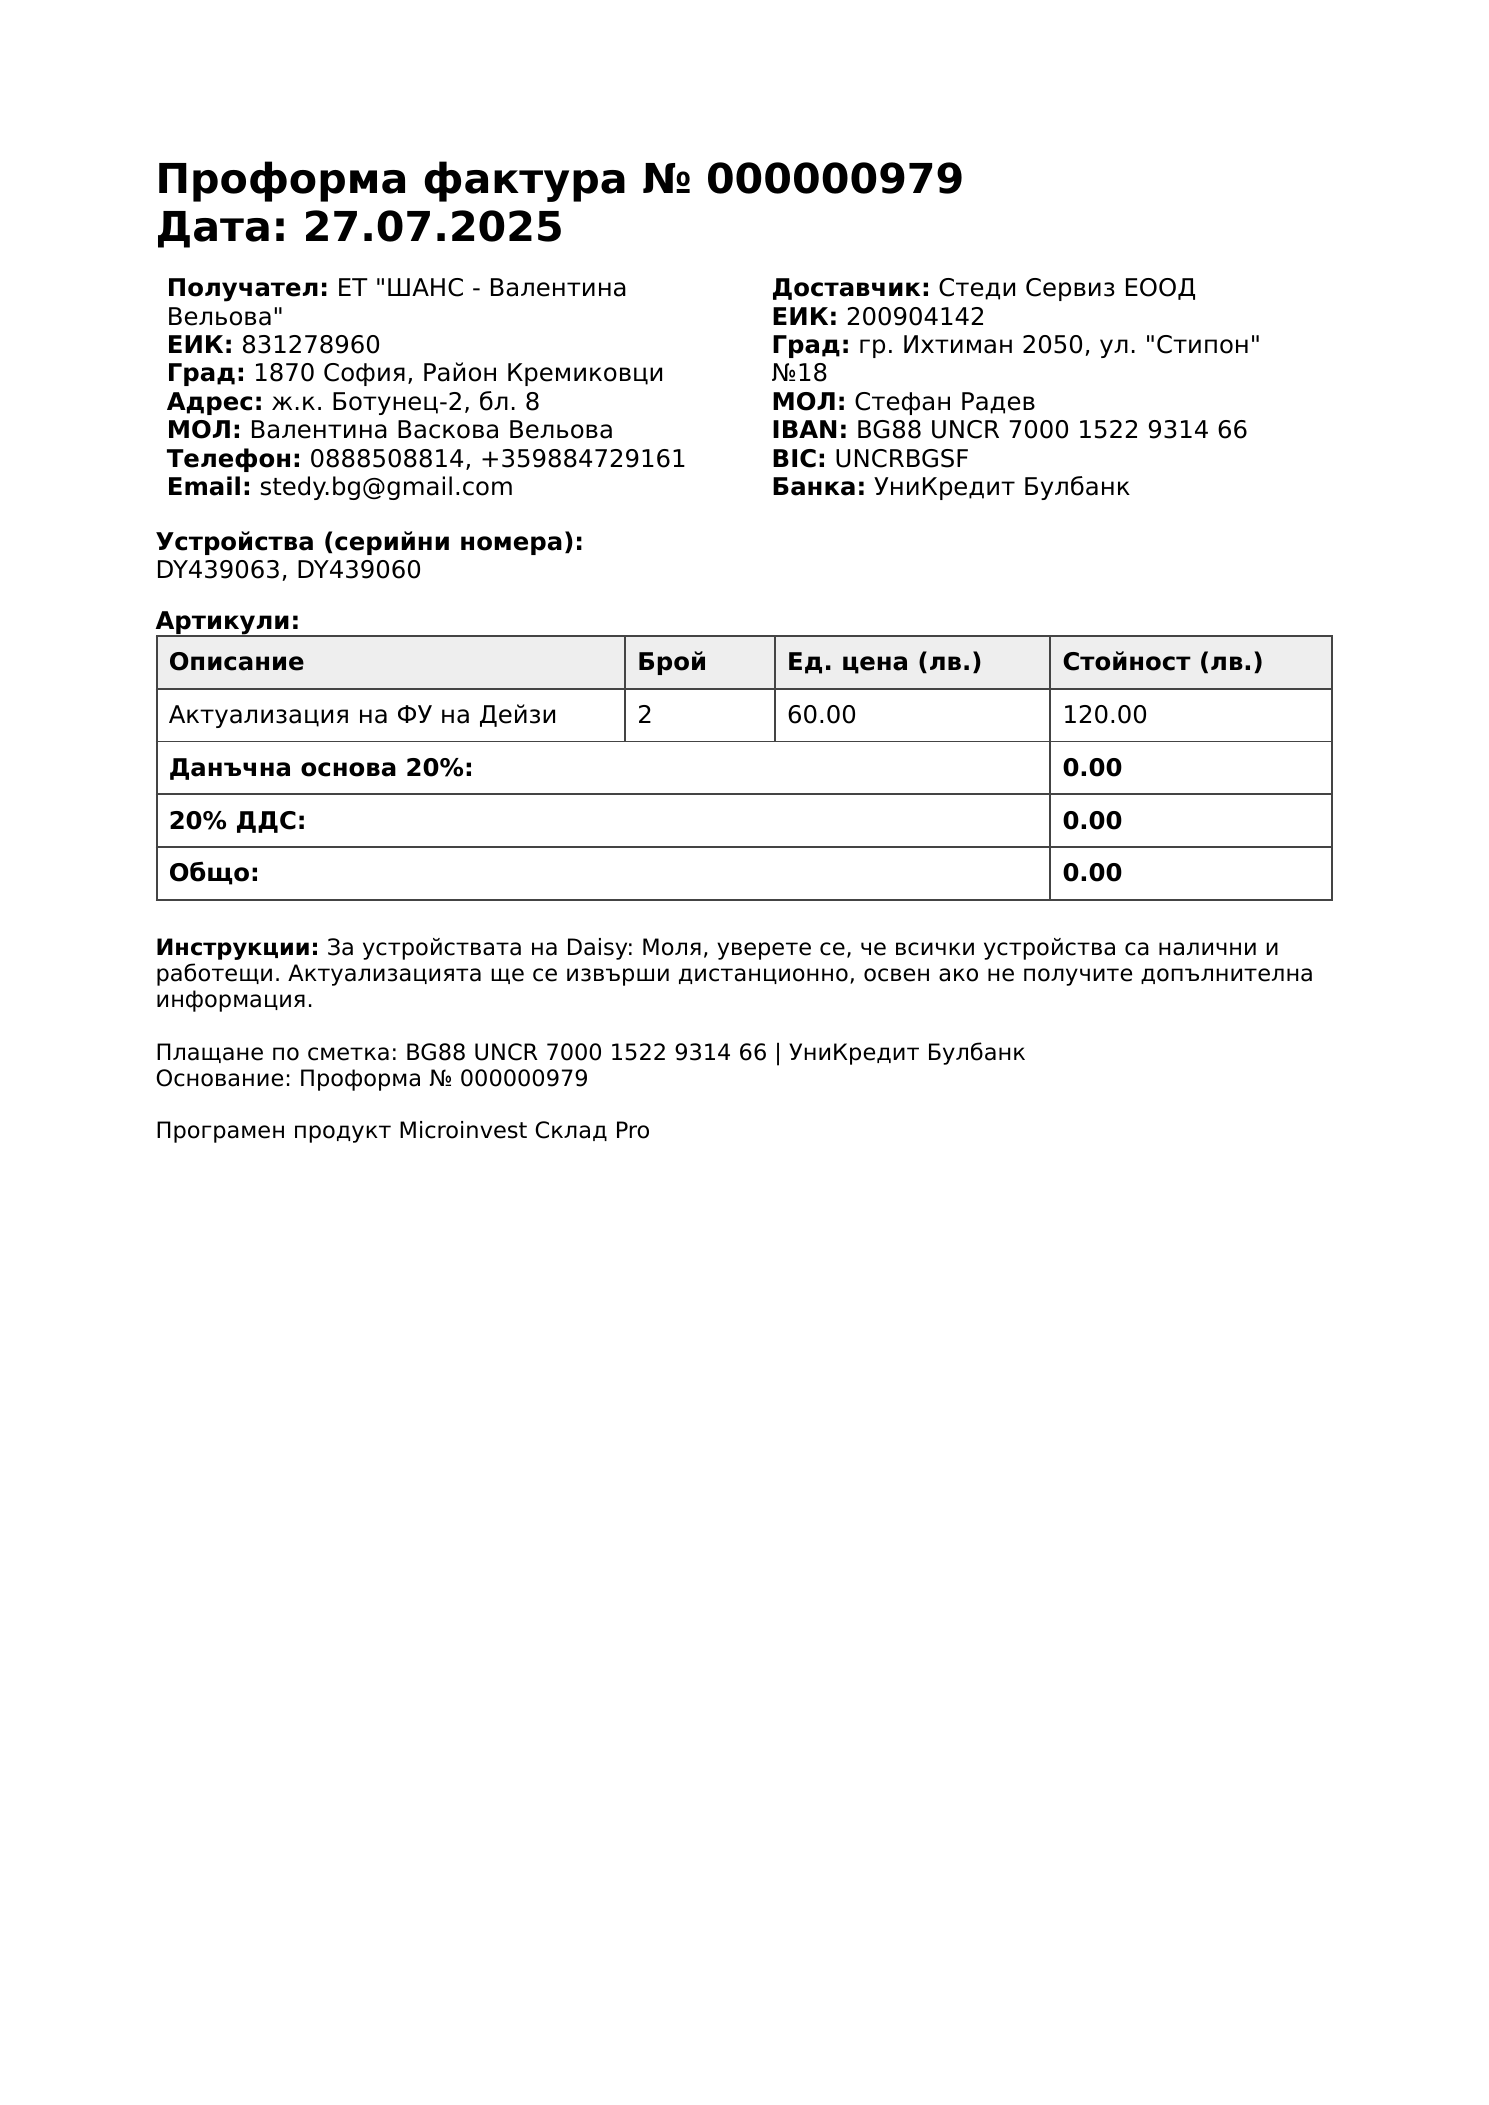 Проформа фактура № 000000979
Дата: 27.07.2025
Получател: ЕТ "ШАНС - Валентина
Вельова"
ЕИК: 831278960
Град: 1870 София, Район Кремиковци
Адрес: ж.к. Ботунец-2, бл. 8
МОЛ: Валентина Васкова Вельова
Телефон: 0888508814, +359884729161
Email: stedy.bg@gmail.com
Доставчик: Стеди Сервиз ЕООД
ЕИК: 200904142
Град: гр. Ихтиман 2050, ул. "Стипон"
№18
МОЛ: Стефан Радев
IBAN: BG88 UNCR 7000 1522 9314 66
BIC: UNCRBGSF
Банка: УниКредит Булбанк
Устройства (серийни номера):
DY439063, DY439060
Артикули:
Описание Брой Ед. цена (лв.) Стойност (лв.)
Актуализация на ФУ на Дейзи 2 60.00 120.00
Данъчна основа 20%: 0.00
20% ДДС: 0.00
Общо: 0.00
Инструкции: За устройствата на Daisy: Моля, уверете се, че всички устройства са налични и
работещи. Актуализацията ще се извърши дистанционно, освен ако не получите допълнителна
информация.
Плащане по сметка: BG88 UNCR 7000 1522 9314 66 | УниКредит Булбанк
Основание: Проформа № 000000979
Програмен продукт Microinvest Склад Pro